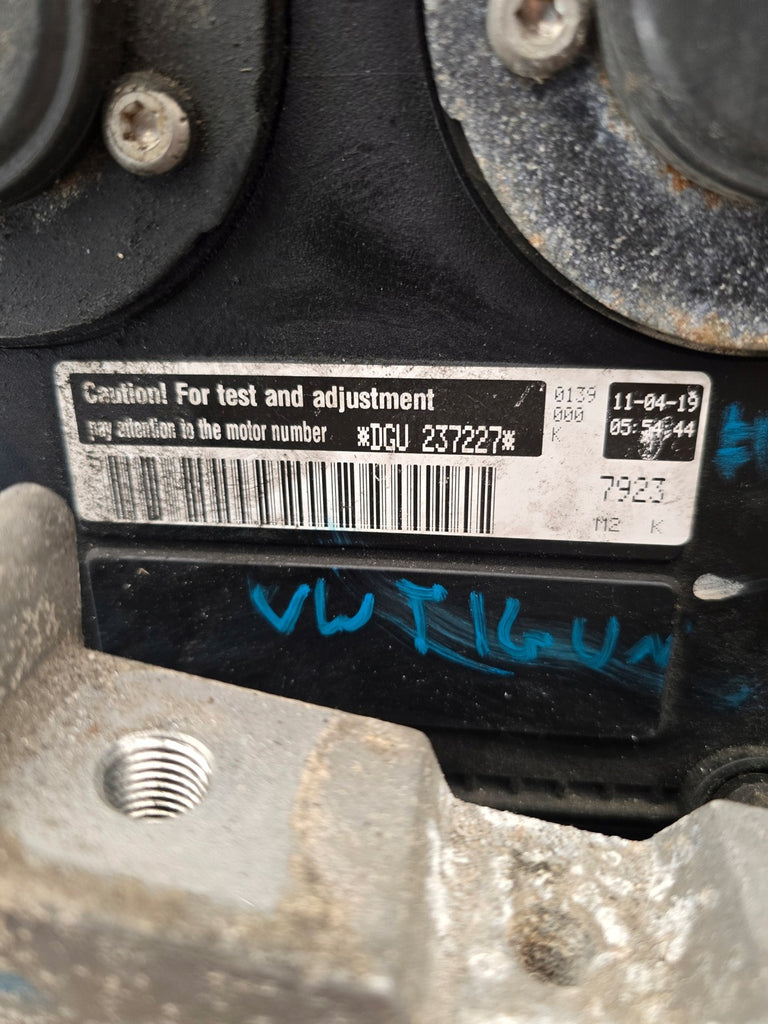 Caution! For test and adjustment
pay attention to the motor number *DGU 237227*
0139
000
K
11-04-19
05:54:44
7923
M2 K
VW TIGUN